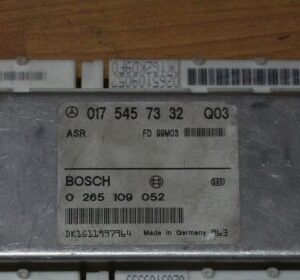 017 545 73 32 Q03
ASR FD 99M03
BOSCH
0 265 109 052
DK1611997964 Made in Germany 963